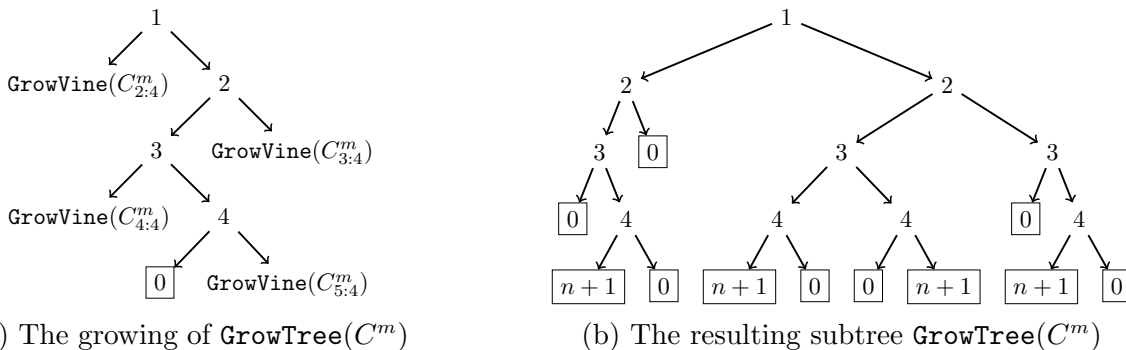 1
GrowVine(C^m_{2:4})
2
3
GrowVine(C^m_{3:4})
GrowVine(C^m_{4:4})
4
0
GrowVine(C^m_{5:4})
) The growing of GrowTree(C^m)
1
2 2
3 0 3 3
0 4 4 4 0 4
n + 1 0 n + 1 0 0 n + 1 n + 1 0
(b) The resulting subtree GrowTree(C^m)